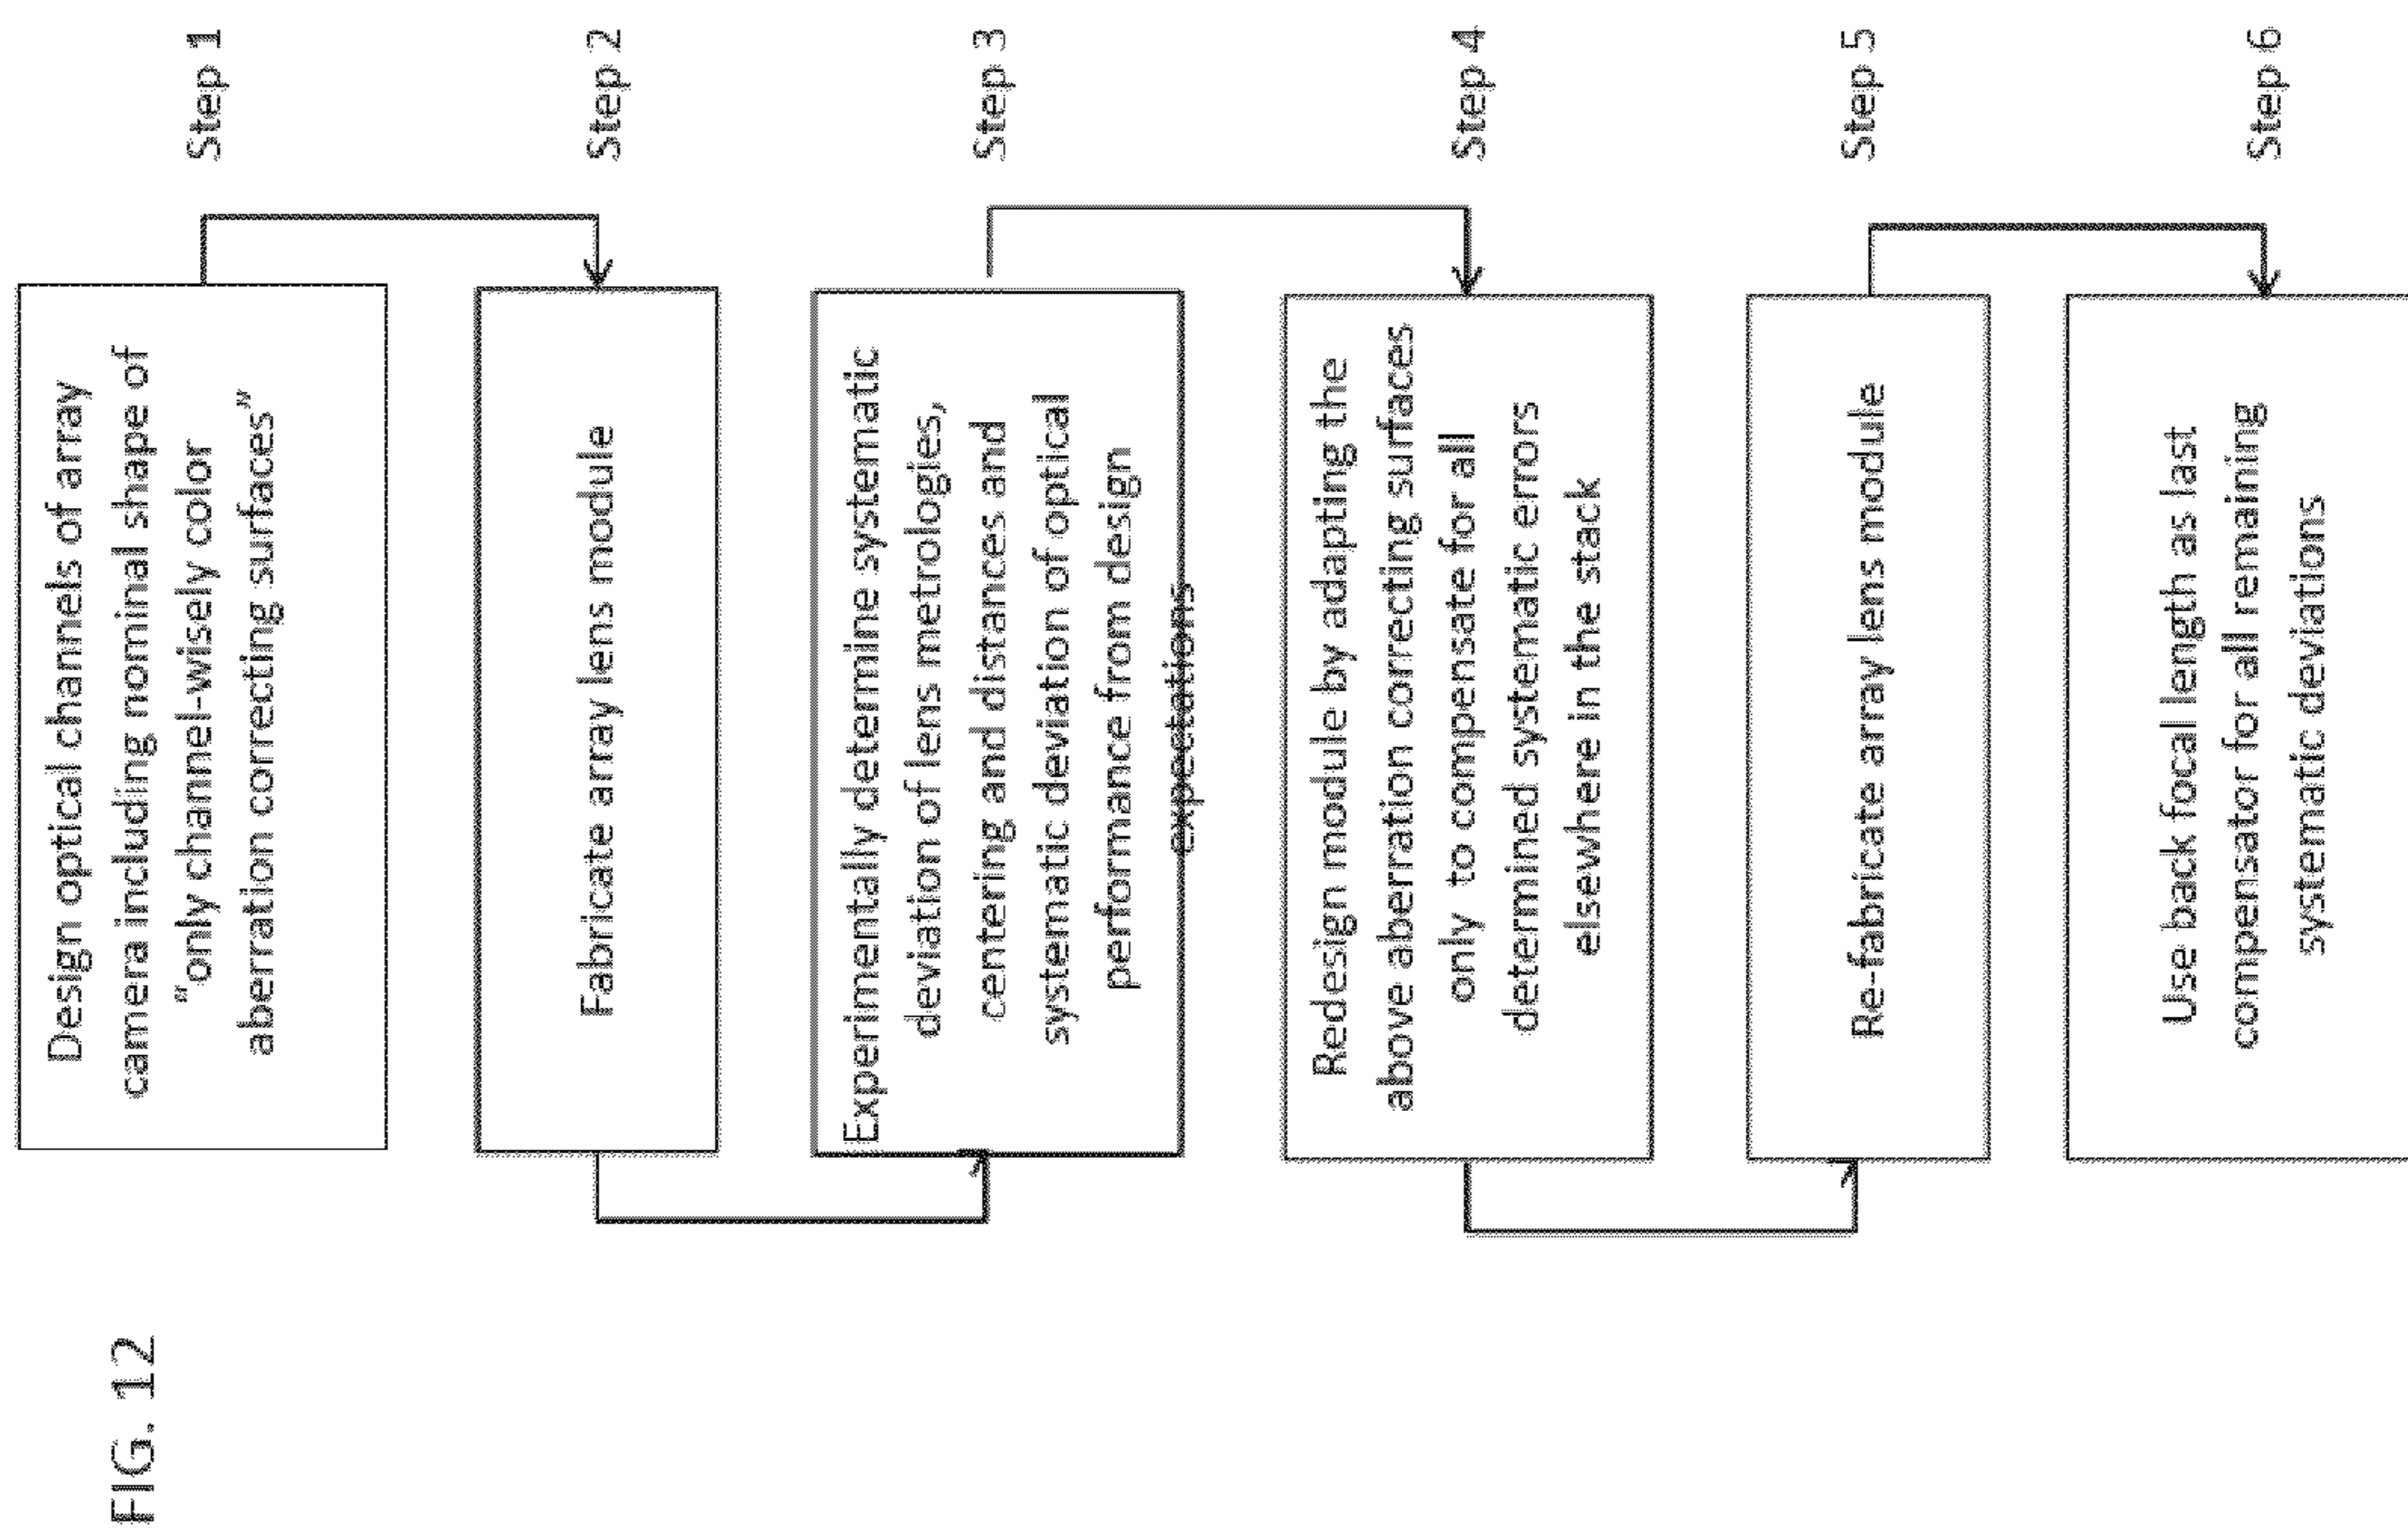 FIG. 12
Design optical channels of array
camera including nominal shape of
"only channel-wisely color
aberration correcting surfaces"
Step 1
Fabricate array lens module
Step 2
Experimentally determine systematic
deviation of lens metrologies,
centering and distances and
systematic deviation of optical
performance from design
expectations
Step 3
Redesign module by adapting the
above aberration correcting surfaces
only to compensate for all
determined systematic errors
elsewhere in the stack
Step 4
Re-fabricate array lens module
Step 5
Use back focal length as last
compensator for all remaining
systematic deviations
Step 6